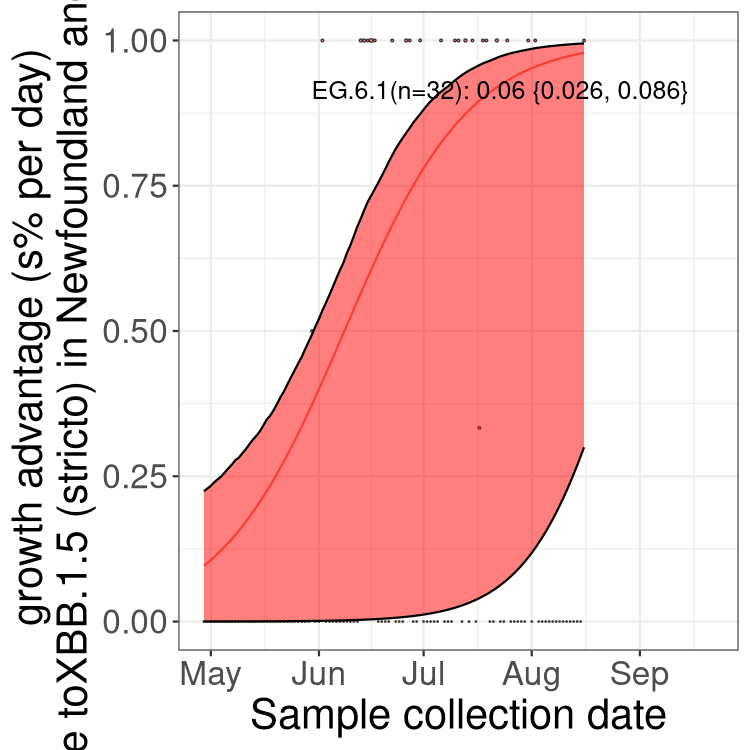 growth advantage (s% per day)
e toXBB.1.5 (stricto) in Newfoundland an
1.00
0.75
0.50
0.25
0.00
EG.6.1(n=32): 0.06 {0.026, 0.086}
May Jun Jul Aug Sep
Sample collection date